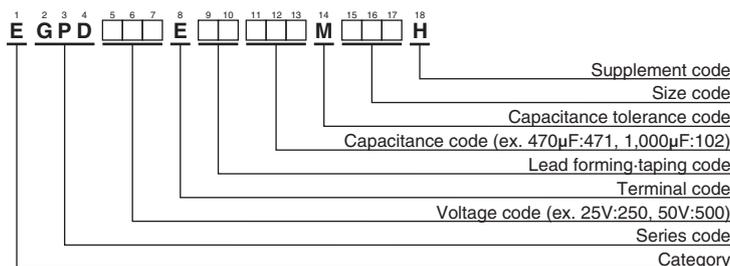 1 2 3 4 5 6 7 8 9 10 11 12 13 14 15 16 17 18
E GPD E M H
Supplement code
Size code
Capacitance tolerance code
Capacitance code (ex. 470µF:471, 1,000µF:102)
Lead forming·taping code
Terminal code
Voltage code (ex. 25V:250, 50V:500)
Series code
Category